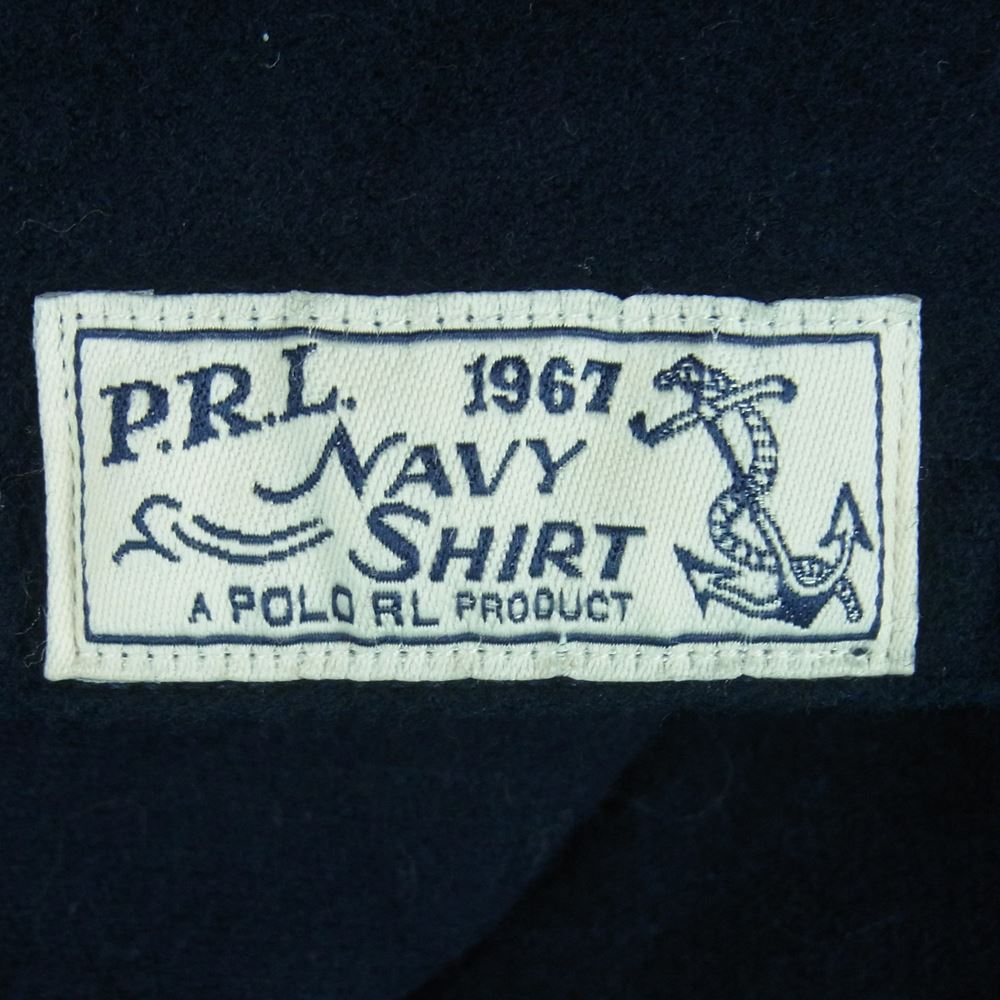 P.R.L. 1967
NAVY
SHIRT
A POLO RL PRODUCT